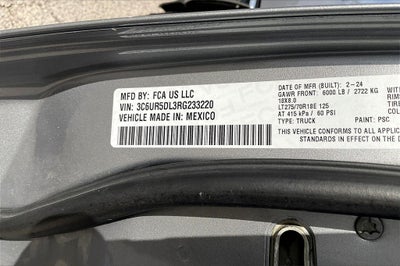 MFD BY: FCA US LLC
VIN: 3C6UR5DL3RG233220
VEHICLE MADE IN: MEXICO
DATE OF MFR (BUILT): 2-24
GAWR FRONT: 6000 LB / 2722 KG
18X8.0
LT275/70R18E 125
AT 415 kPa / 60 PSI
TYPE: TRUCK
PAINT: PSC
THIS VEHICLE CONFORMS TO ALL
STANDARDS IN EFFECT ON THE